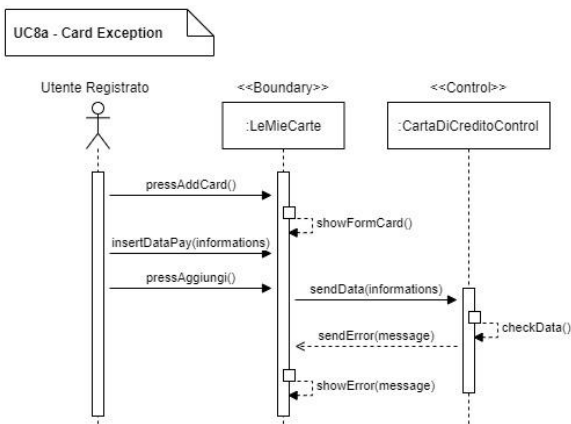 UC8a - Card Exception
Utente Registrato
<<Boundary>>
<<Control>>
:LeMieCarte
:CartaDiCreditoControl
pressAddCard()
showFormCard()
insertDataPay(informations)
pressAggiungi()
sendData(informations)
checkData()
sendError(message)
showError(message)